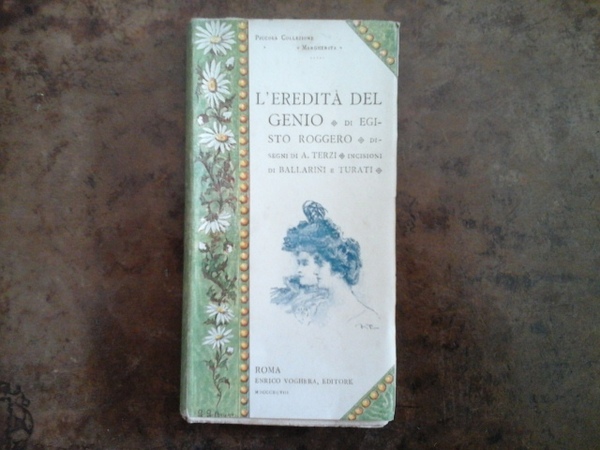 Piccola Collezione
« Margherita »
L'EREDITÀ DEL
GENIO ❖ DI EGI-
STO ROGGERO ❖ DI-
SEGNI DI A. TERZI ❖ INCISIONI
DI BALLARINI E TURATI ❖
ROMA
ENRICO VOGHERA, EDITORE